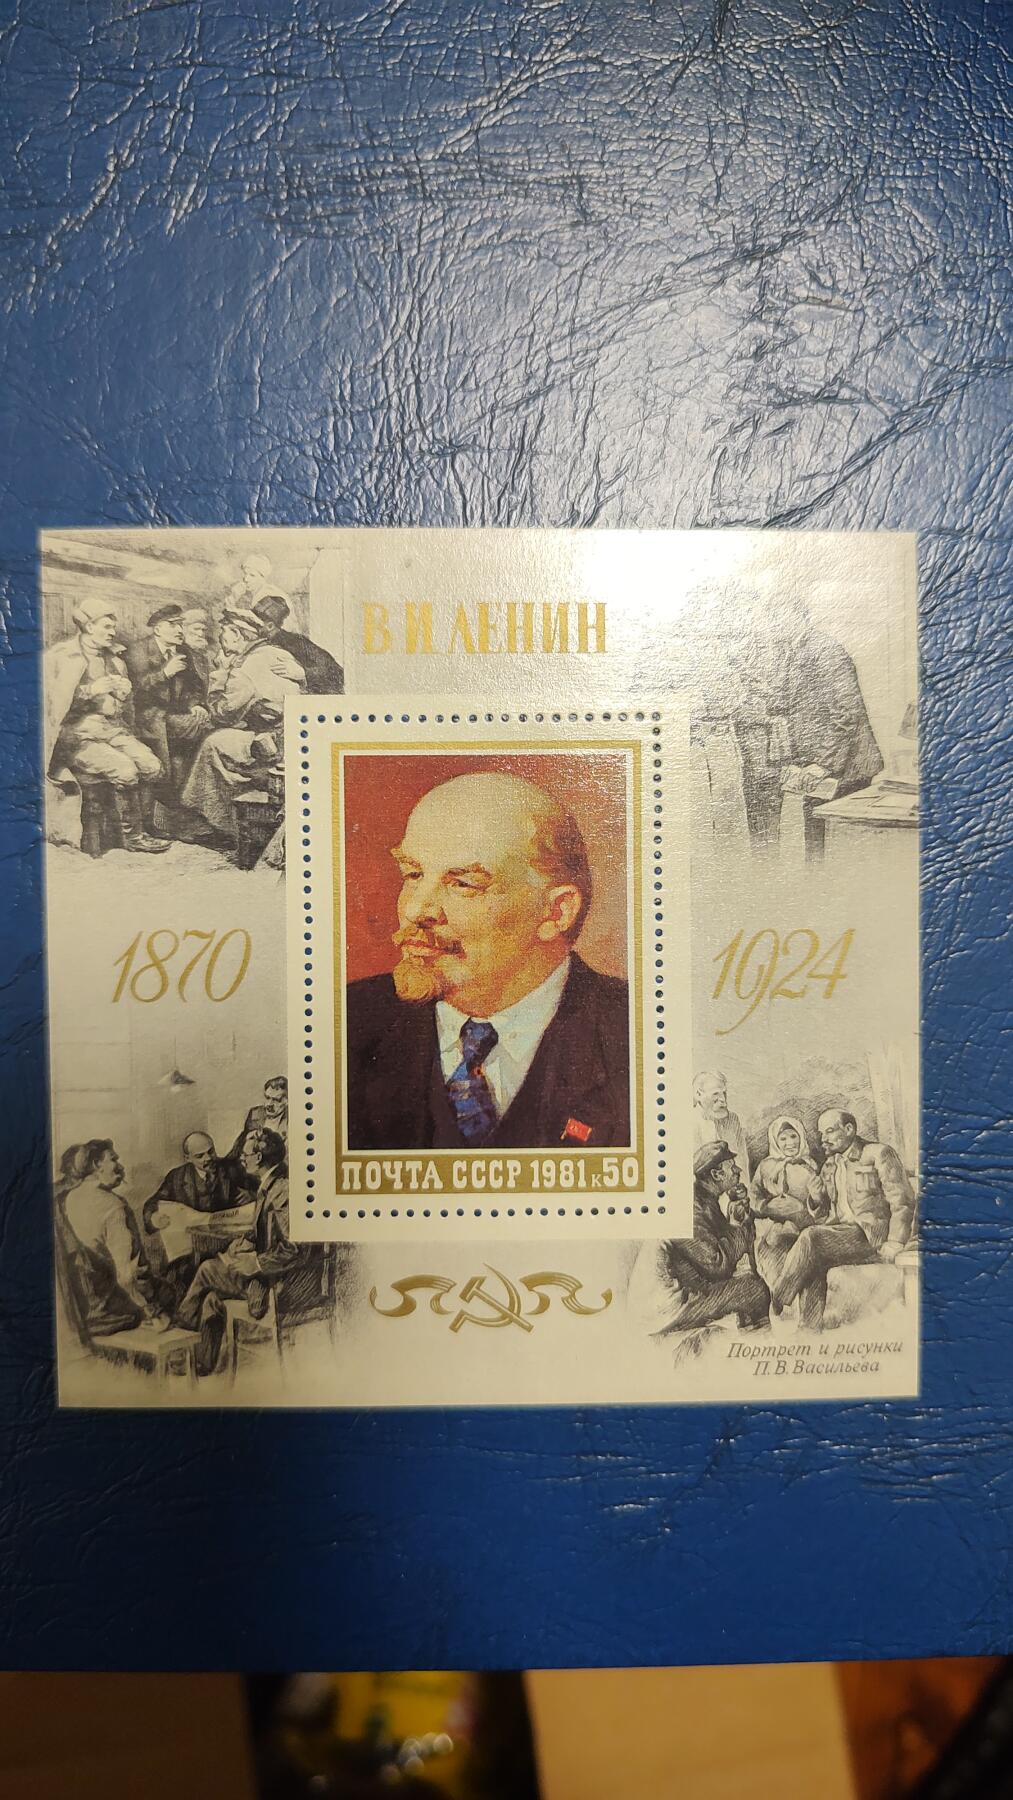 В И ЛЕНИН
1870
1924
ПОЧТА СССР 1981 к50
Портрет и рисунки
П. В. Васильева